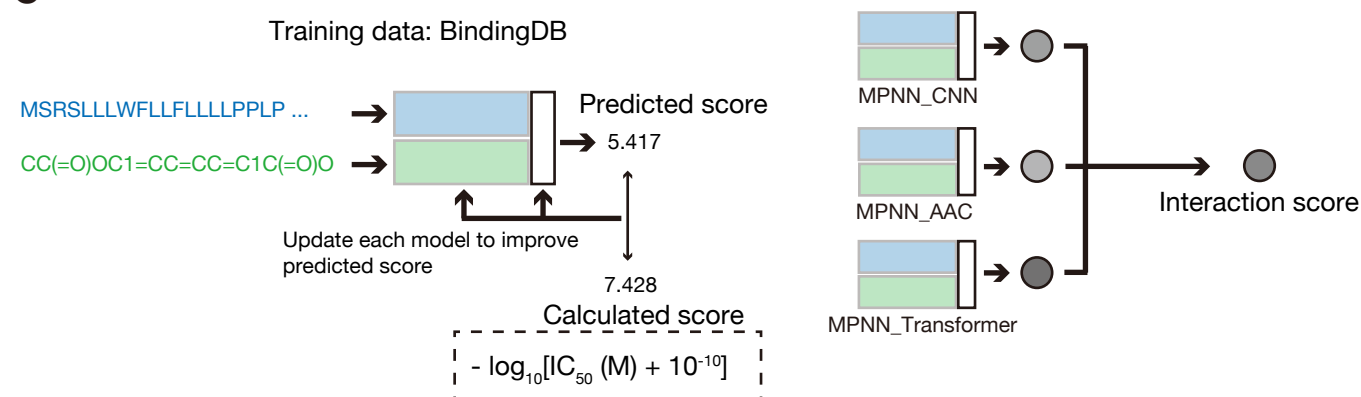 Training data: BindingDB
MSRSLLLWFLLFLLLLPPLP ...
CC(=O)OC1=CC=CC=C1C(=O)O
Predicted score
5.417
Update each model to improve
predicted score
7.428
Calculated score
- log₁₀[IC₅₀ (M) + 10⁻¹⁰]
MPNN_CNN
MPNN_AAC
MPNN_Transformer
Interaction score